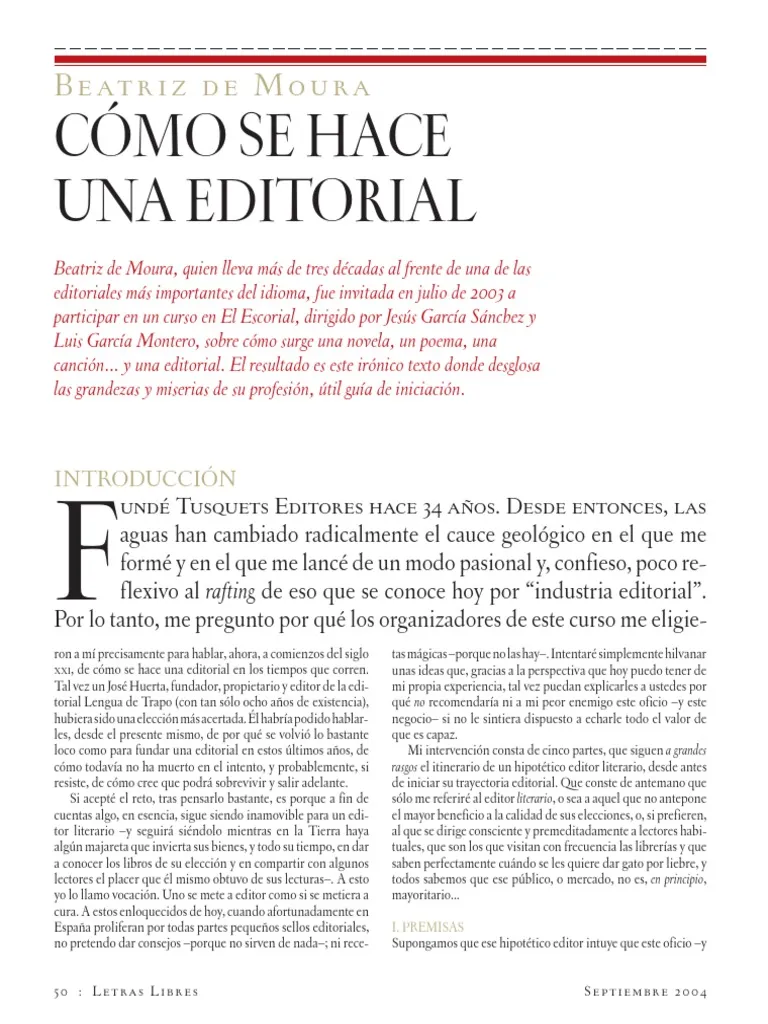 Beatriz de Moura
CÓMO SE HACE
UNA EDITORIAL
Beatriz de Moura, quien lleva más de tres décadas al frente de una de las
editoriales más importantes del idioma, fue invitada en julio de 2003 a
participar en un curso en El Escorial, dirigido por Jesús García Sánchez y
Luis García Montero, sobre cómo surge una novela, un poema, una
canción... y una editorial. El resultado es este irónico texto donde desglosa
las grandezas y miserias de su profesión, útil guía de iniciación.
INTRODUCCIÓN
Fundé Tusquets Editores hace 34 años. Desde entonces, las
aguas han cambiado radicalmente el cauce geológico en el que me
formé y en el que me lancé de un modo pasional y, confieso, poco re-
flexivo al rafting de eso que se conoce hoy por “industria editorial”.
Por lo tanto, me pregunto por qué los organizadores de este curso me eligie-
ron a mí precisamente para hablar, ahora, a comienzos del siglo
XXI, de cómo se hace una editorial en los tiempos que corren.
Tal vez un José Huerta, fundador, propietario y editor de la edi-
torial Lengua de Trapo (con tan sólo ocho años de existencia),
hubiera sido una elección más acertada. Él habría podido hablar-
les, desde el presente mismo, de por qué se volvió lo bastante
loco como para fundar una editorial en estos últimos años, de
cómo todavía no ha muerto en el intento, y probablemente, si
resiste, de cómo cree que podrá sobrevivir y salir adelante.
Si acepté el reto, tras pensarlo bastante, es porque a fin de
cuentas algo, en esencia, sigue siendo inamovible para un edi-
tor literario –y seguirá siéndolo mientras en la Tierra haya
algún majareta que invierta sus bienes, y todo su tiempo, en dar
a conocer los libros de su elección y en compartir con algunos
lectores el placer que él mismo obtuvo de sus lecturas–. A esto
yo lo llamo vocación. Uno se mete a editor como si se metiera a
cura. A estos enloquecidos de hoy, cuando afortunadamente en
España proliferan por todas partes pequeños sellos editoriales,
no pretendo dar consejos –porque no sirven de nada–; ni rece-
tas mágicas –porque no las hay–. Intentaré simplemente hilvanar
unas ideas que, gracias a la perspectiva que hoy puedo tener de
mi propia experiencia, tal vez puedan explicarles a ustedes por
qué no recomendaría ni a mi peor enemigo este oficio –y este
negocio– si no le sintiera dispuesto a echarle todo el valor de
que es capaz.
Mi intervención consta de cinco partes, que siguen a grandes
rasgos el itinerario de un hipotético editor literario, desde antes
de iniciar su trayectoria editorial. Que conste de antemano que
sólo me referiré al editor literario, o sea a aquel que no antepone
el mayor beneficio a la calidad de sus elecciones, o, si prefieren,
al que se dirige consciente y premeditadamente a lectores habi-
tuales, que son los que visitan con frecuencia las librerías y que
saben perfectamente cuándo se les quiere dar gato por liebre, y
todos sabemos que ese público, o mercado, no es, en principio,
mayoritario...
I. PREMISAS
Supongamos que ese hipotético editor intuye que este oficio –y
50 : Letras Libres
Septiembre 2004